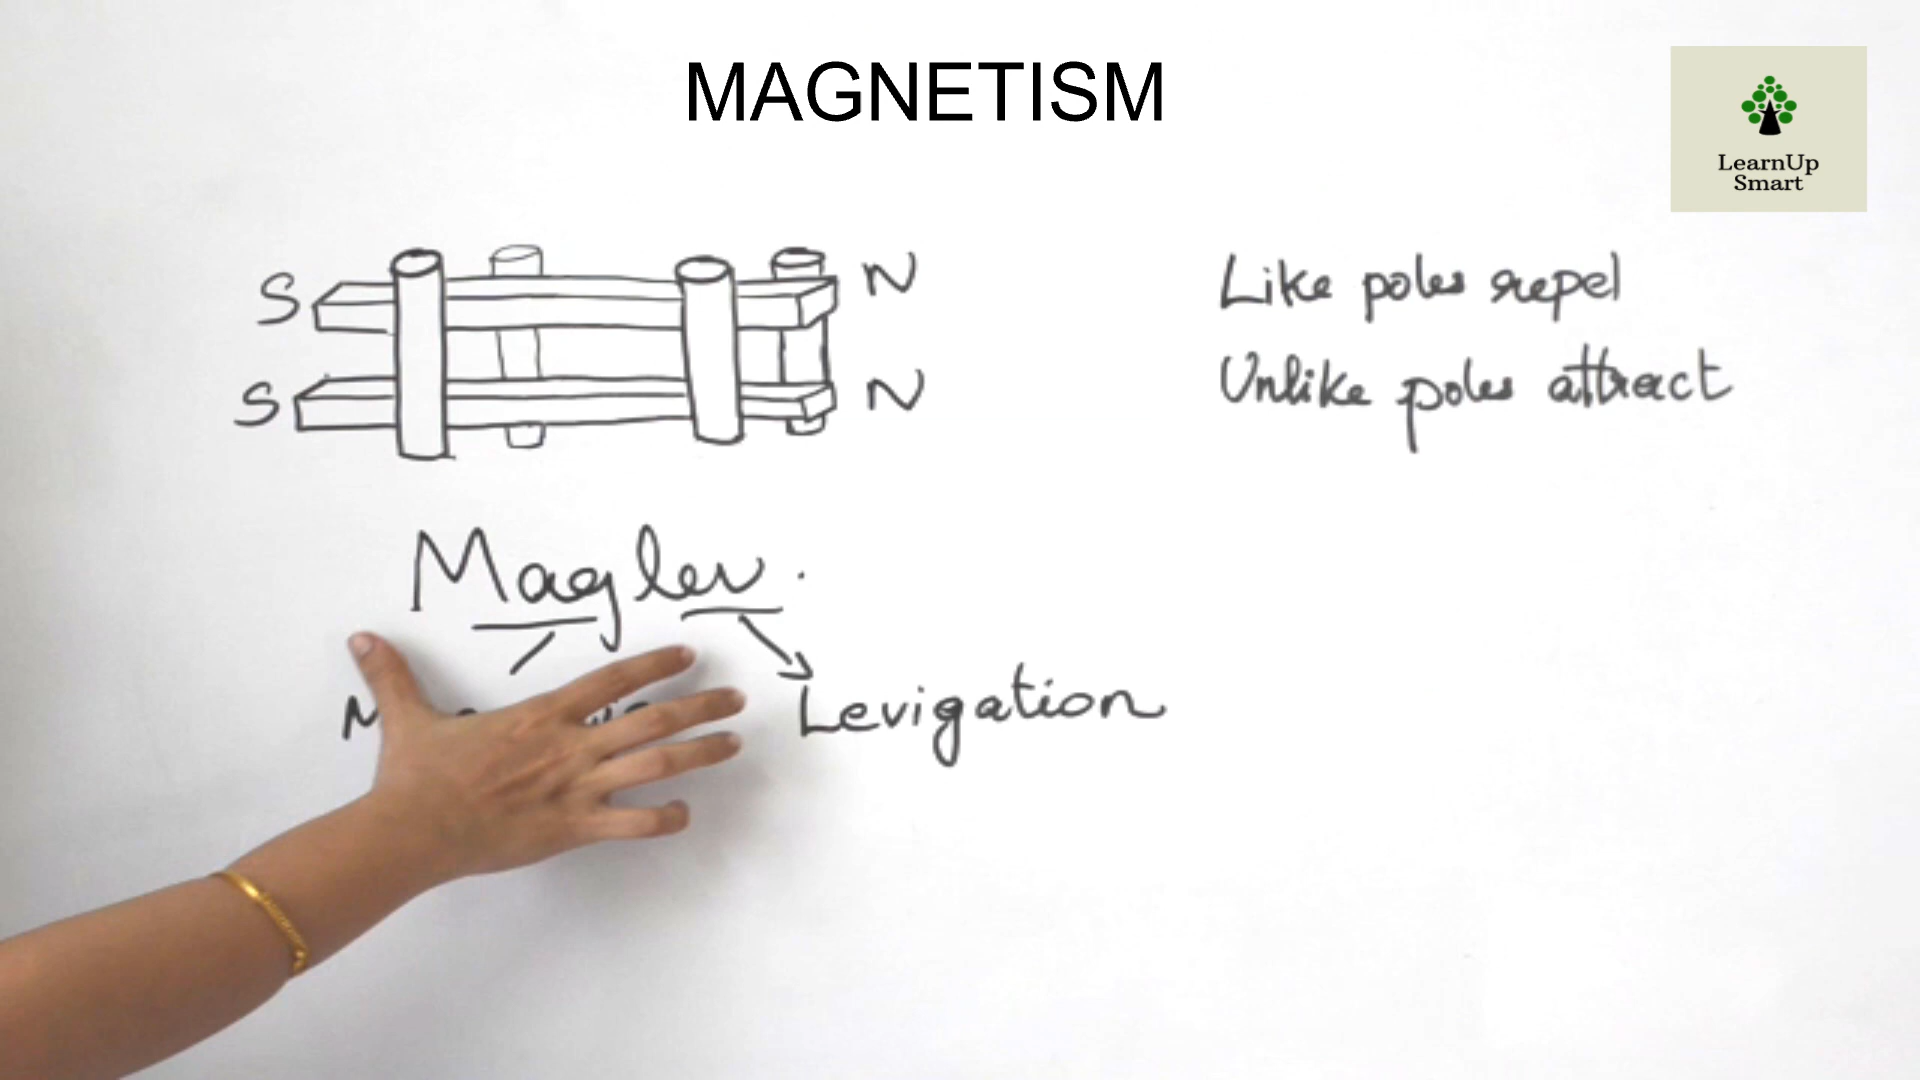 MAGNETISM
LearnUp
Smart
S N
S N
Like poles repel
Unlike poles attract
Maglev.
Levigation